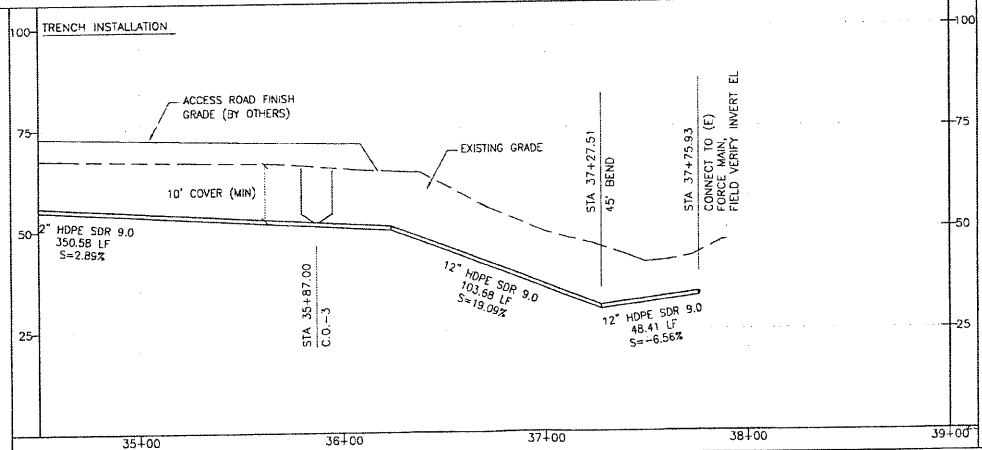 TRENCH INSTALLATION
100
100
ACCESS ROAD FINISH
GRADE (BY OTHERS)
75
75
EXISTING GRADE
10' COVER (MIN)
STA 37+27.51
45' BEND
STA 37+75.93
CONNECT TO (E)
FORCE MAIN,
FIELD VERIFY INVERT EL
50
50
2" HDPE SDR 9.0
350.58 LF
S=2.89%
STA 35+87.00
C.O.-3
12" HDPE SDR 9.0
103.68 LF
S=19.09%
12" HDPE SDR 9.0
48.41 LF
S=-6.56%
25
25
35+00
36+00
37+00
38+00
39+00